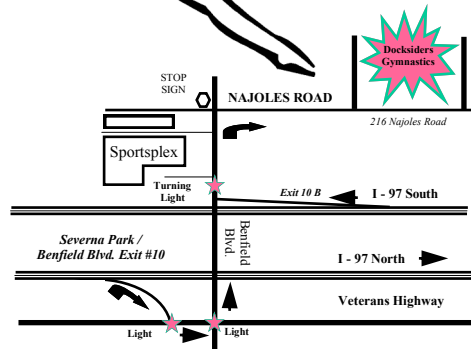 Docksiders
Gymnastics
STOP
SIGN
NAJOLES ROAD
216 Najoles Road
Sportsplex
Turning
Light
Exit 10 B
I - 97 South
Severna Park /
Benfield Blvd. Exit #10
Benfield
Blvd.
I - 97 North
Veterans Highway
Light
Light